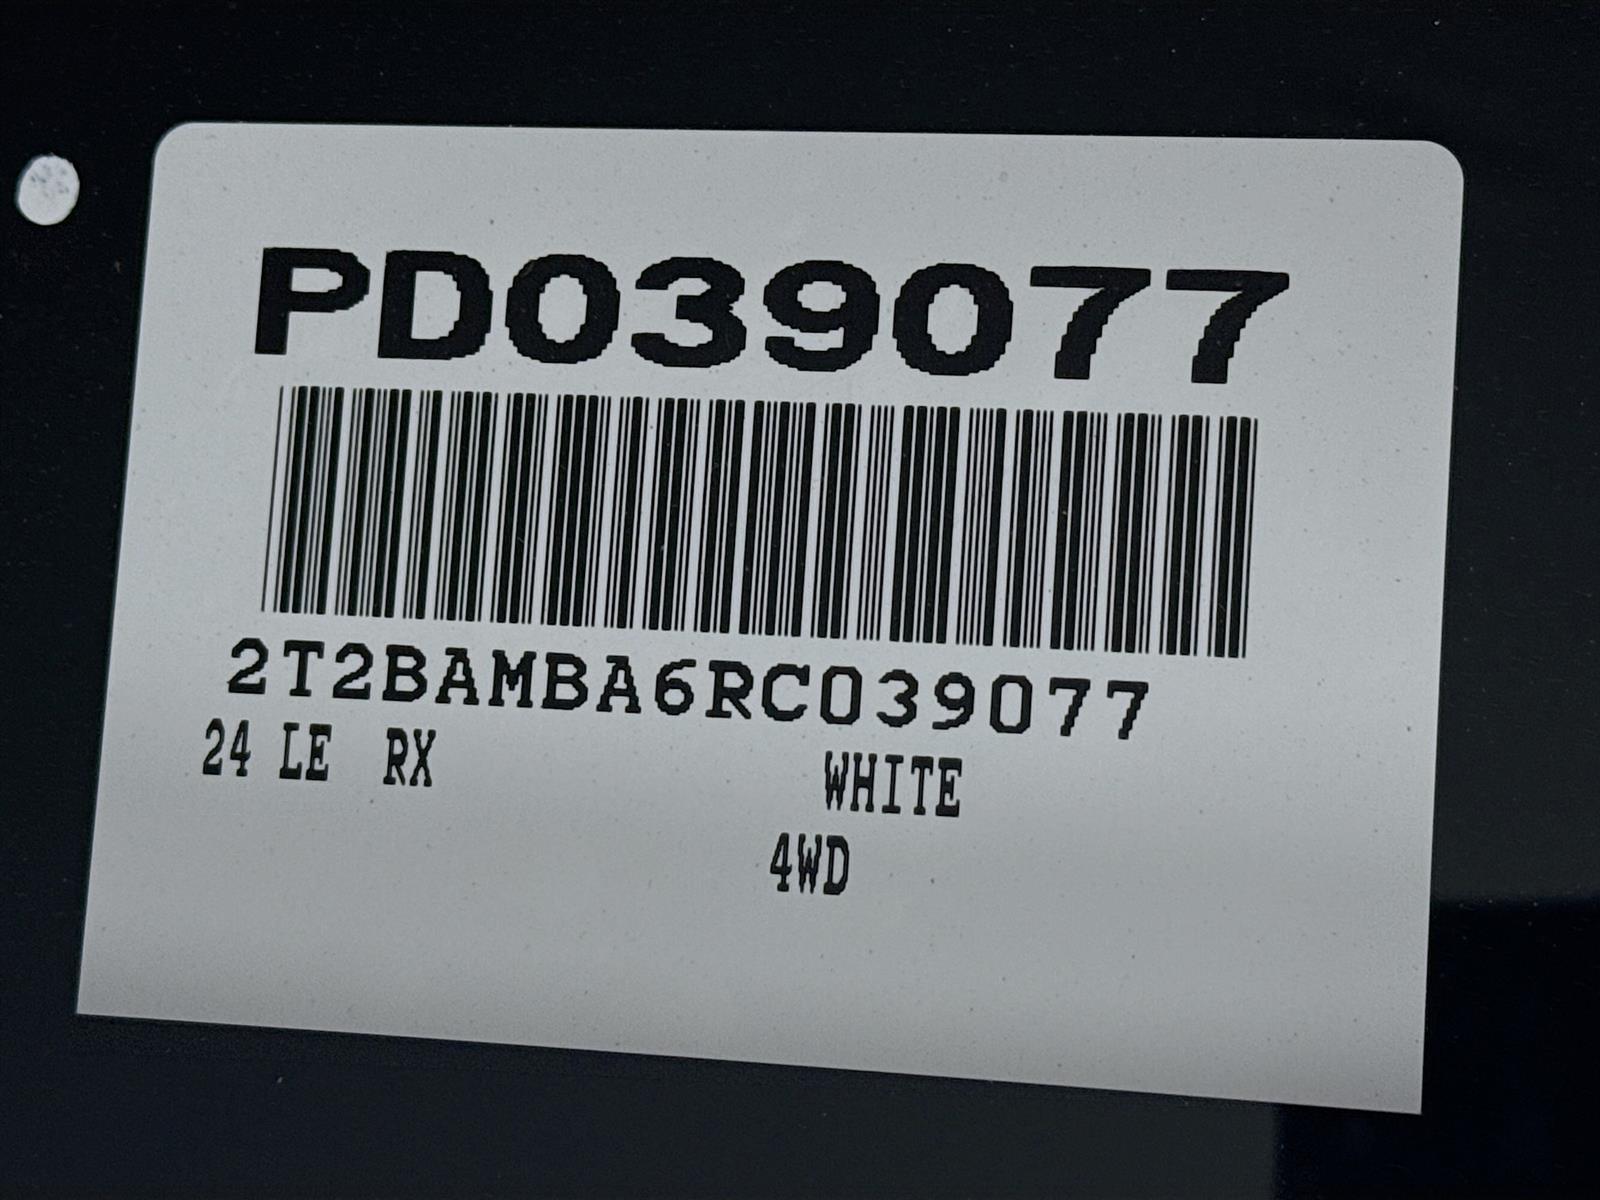 PD039077
2T2BAMBA6RC039077
24 LE RX WHITE
4WD